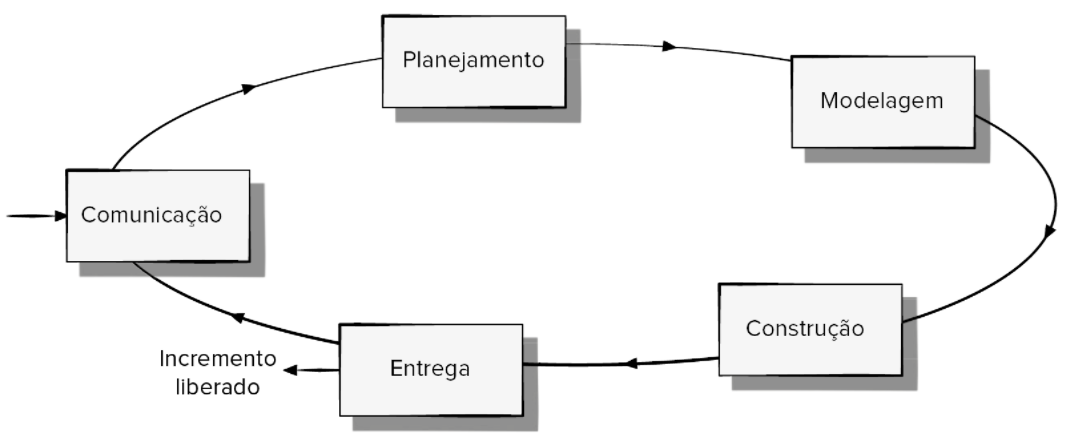 Planejamento
Modelagem
Comunicação
Construção
Incremento
liberado
Entrega